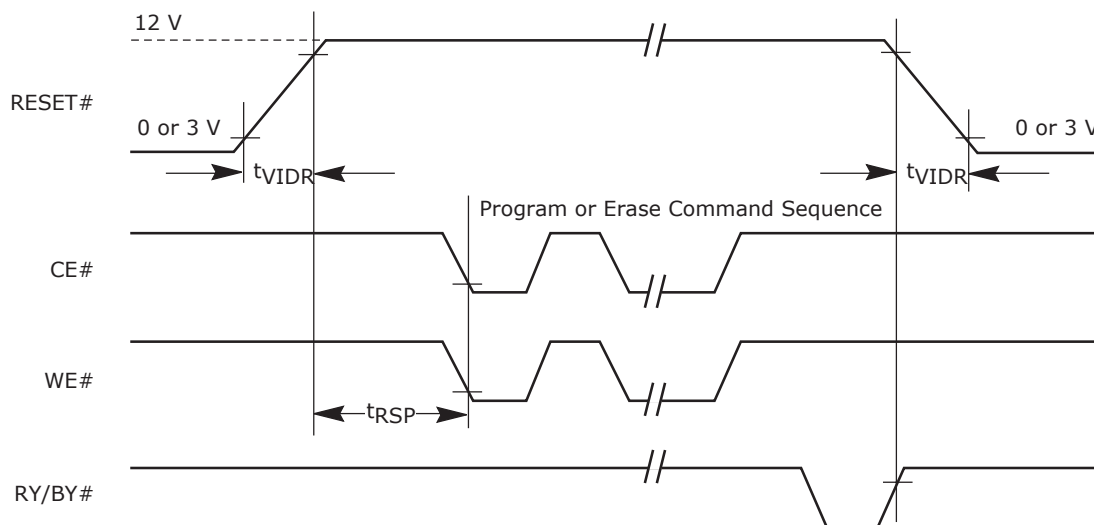 12 V
RESET#
0 or 3 V
0 or 3 V
tVIDR
tVIDR
Program or Erase Command Sequence
CE#
WE#
tRSP
RY/BY#